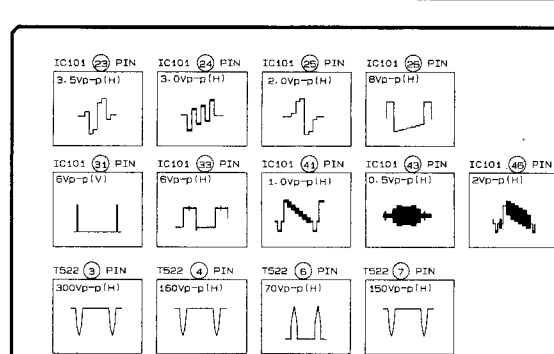 IC101 23 PIN
3.5Vp-p(H)
IC101 24 PIN
3.0Vp-p(H)
IC101 25 PIN
2.0Vp-p(H)
IC101 26 PIN
8Vp-p(H)
IC101 31 PIN
6Vp-p(V)
IC101 33 PIN
6Vp-p(H)
IC101 41 PIN
1.0Vp-p(H)
IC101 43 PIN
0.5Vp-p(H)
IC101 46 PIN
2Vp-p(H)
T522 3 PIN
300Vp-p(H)
T522 4 PIN
160Vp-p(H)
T522 6 PIN
70Vp-p(H)
T522 7 PIN
150Vp-p(H)